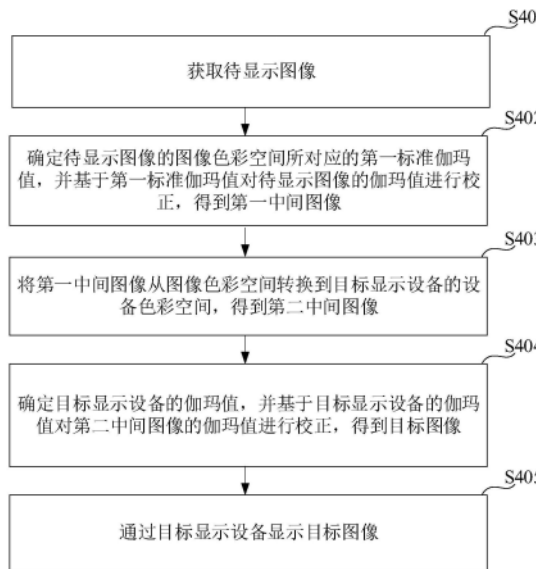 S40
获取待显示图像
S402
确定待显示图像的图像色彩空间所对应的第一标准伽玛
值，并基于第一标准伽玛值对待显示图像的伽玛值进行校
正，得到第一中间图像
S403
将第一中间图像从图像色彩空间转换到目标显示设备的设
备色彩空间，得到第二中间图像
S404
确定目标显示设备的伽玛值，并基于目标显示设备的伽玛
值对第二中间图像的伽玛值进行校正，得到目标图像
S405
通过目标显示设备显示目标图像